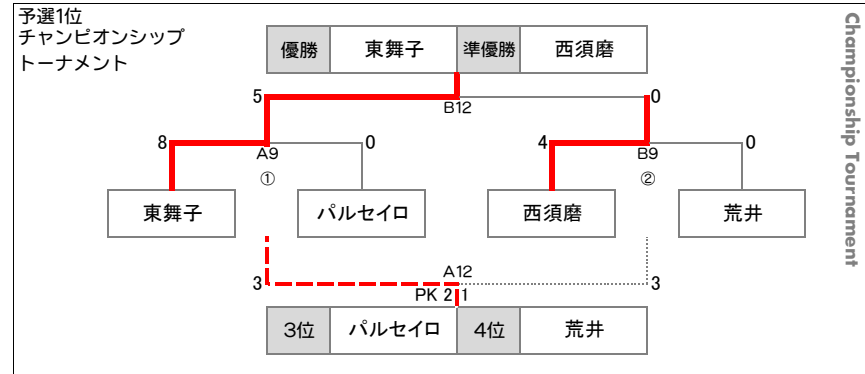 予選1位
チャンピオンシップ
トーナメント
優勝 東舞子 準優勝 西須磨
5 0
B12
8 0 4 0
A9 B9
① ②
東舞子 パルセイロ 西須磨 荒井
A12
3 3
PK 2 1
3位 パルセイロ 4位 荒井
Championship Tournament